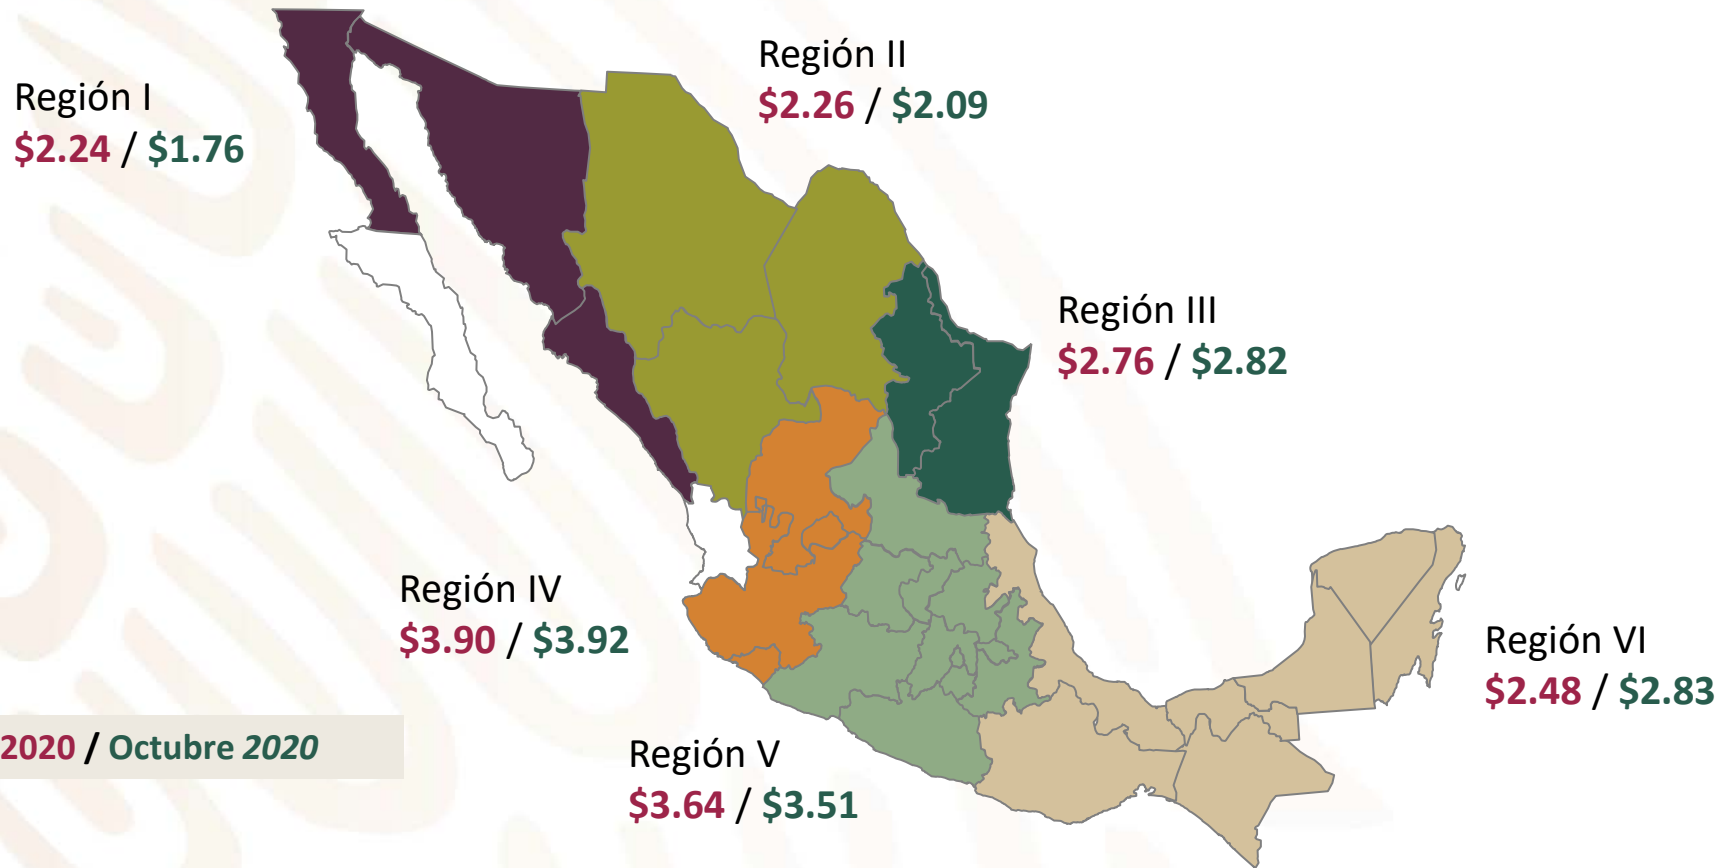 Región I
$2.24 / $1.76
Región II
$2.26 / $2.09
Región III
$2.76 / $2.82
Región IV
$3.90 / $3.92
Región V
$3.64 / $3.51
Región VI
$2.48 / $2.83
2020 / Octubre 2020